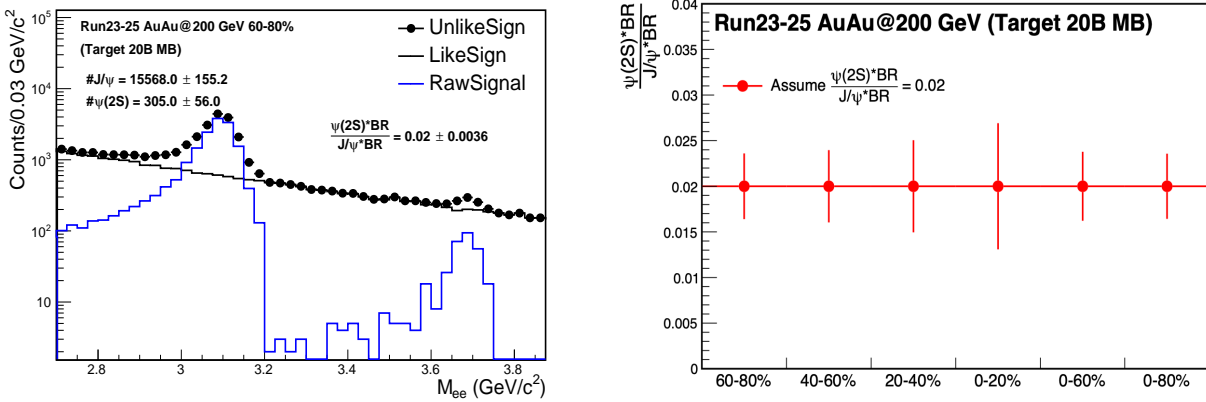 Run23-25 AuAu@200 GeV 60-80%
(Target 20B MB)
#J/ψ = 15568.0 ± 155.2
#ψ(2S) = 305.0 ± 56.0
UnlikeSign
LikeSign
RawSignal
ψ(2S)*BR
J/ψ*BR
= 0.02 ± 0.0036
Counts/0.03 GeV/c²
10⁵
10⁴
10³
10²
10
2.8
3
3.2
3.4
3.6
3.8
Mₑₑ (GeV/c²)
Run23-25 AuAu@200 GeV (Target 20B MB)
Assume ψ(2S)*BR
J/ψ*BR
= 0.02
ψ(2S)*BR
J/ψ*BR
0.04
0.035
0.03
0.025
0.02
0.015
0.01
0.005
0
60-80%
40-60%
20-40%
0-20%
0-60%
0-80%